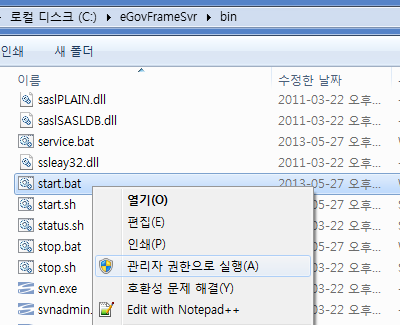 로컬 디스크 (C:) ▸ eGovFrameSvr ▸ bin
인쇄 새 폴더
이름 수정한 날짜
saslPLAIN.dll 2011-03-22 오후...
saslSASLDB.dll 2011-03-22 오후...
service.bat 2013-05-27 오후...
ssleay32.dll 2011-03-22 오후...
start.bat 2013-05-27 오후...
start.sh
status.sh
stop.bat
stop.sh
svn.exe
svnadmin.
열기(O)
편집(E)
인쇄(P)
관리자 권한으로 실행(A)
호환성 문제 해결(Y)
Edit with Notepad++